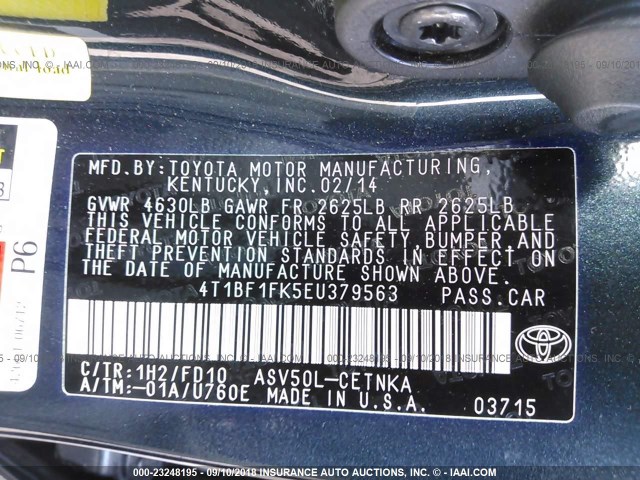 MFD.BY: TOYOTA MOTOR MANUFACTURING,
KENTUCKY, INC. 02/14
GVWR 4630LB GAWR FR 2625LB RR 2625LB
THIS VEHICLE CONFORMS TO ALL APPLICABLE
FEDERAL MOTOR VEHICLE SAFETY, BUMPER, AND
THEFT PREVENTION STANDARDS IN EFFECT ON
THE DATE OF MANUFACTURE SHOWN ABOVE.
4T1BF1FK5EU379563 PASS.CAR
C/TR:1H2/FD10 ASV50L-CETNKA
A/TM:-01A/U760E MADE IN U.S.A.
03715
TOYOTA
P6
000-23248195 - 09/10/2018 INSURANCE AUTO AUCTIONS, INC. - © IAAI.COM